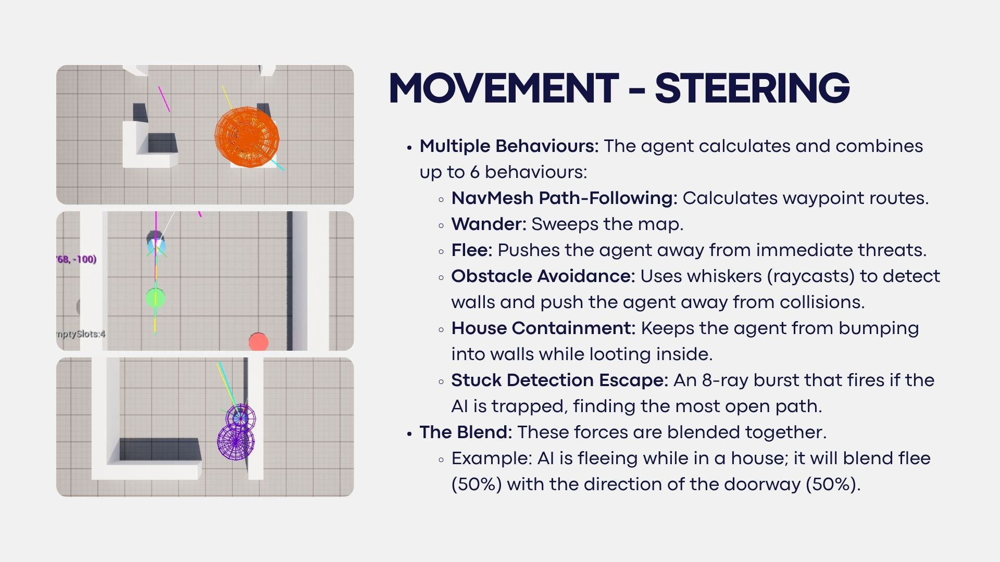 MOVEMENT - STEERING
• Multiple Behaviours: The agent calculates and combines
up to 6 behaviours:
◦ NavMesh Path-Following: Calculates waypoint routes.
◦ Wander: Sweeps the map.
◦ Flee: Pushes the agent away from immediate threats.
◦ Obstacle Avoidance: Uses whiskers (raycasts) to detect
walls and push the agent away from collisions.
◦ House Containment: Keeps the agent from bumping
into walls while looting inside.
◦ Stuck Detection Escape: An 8-ray burst that fires if the
AI is trapped, finding the most open path.
• The Blend: These forces are blended together.
◦ Example: AI is fleeing while in a house; it will blend flee
(50%) with the direction of the doorway (50%).
68, -100)
mptySlots:4